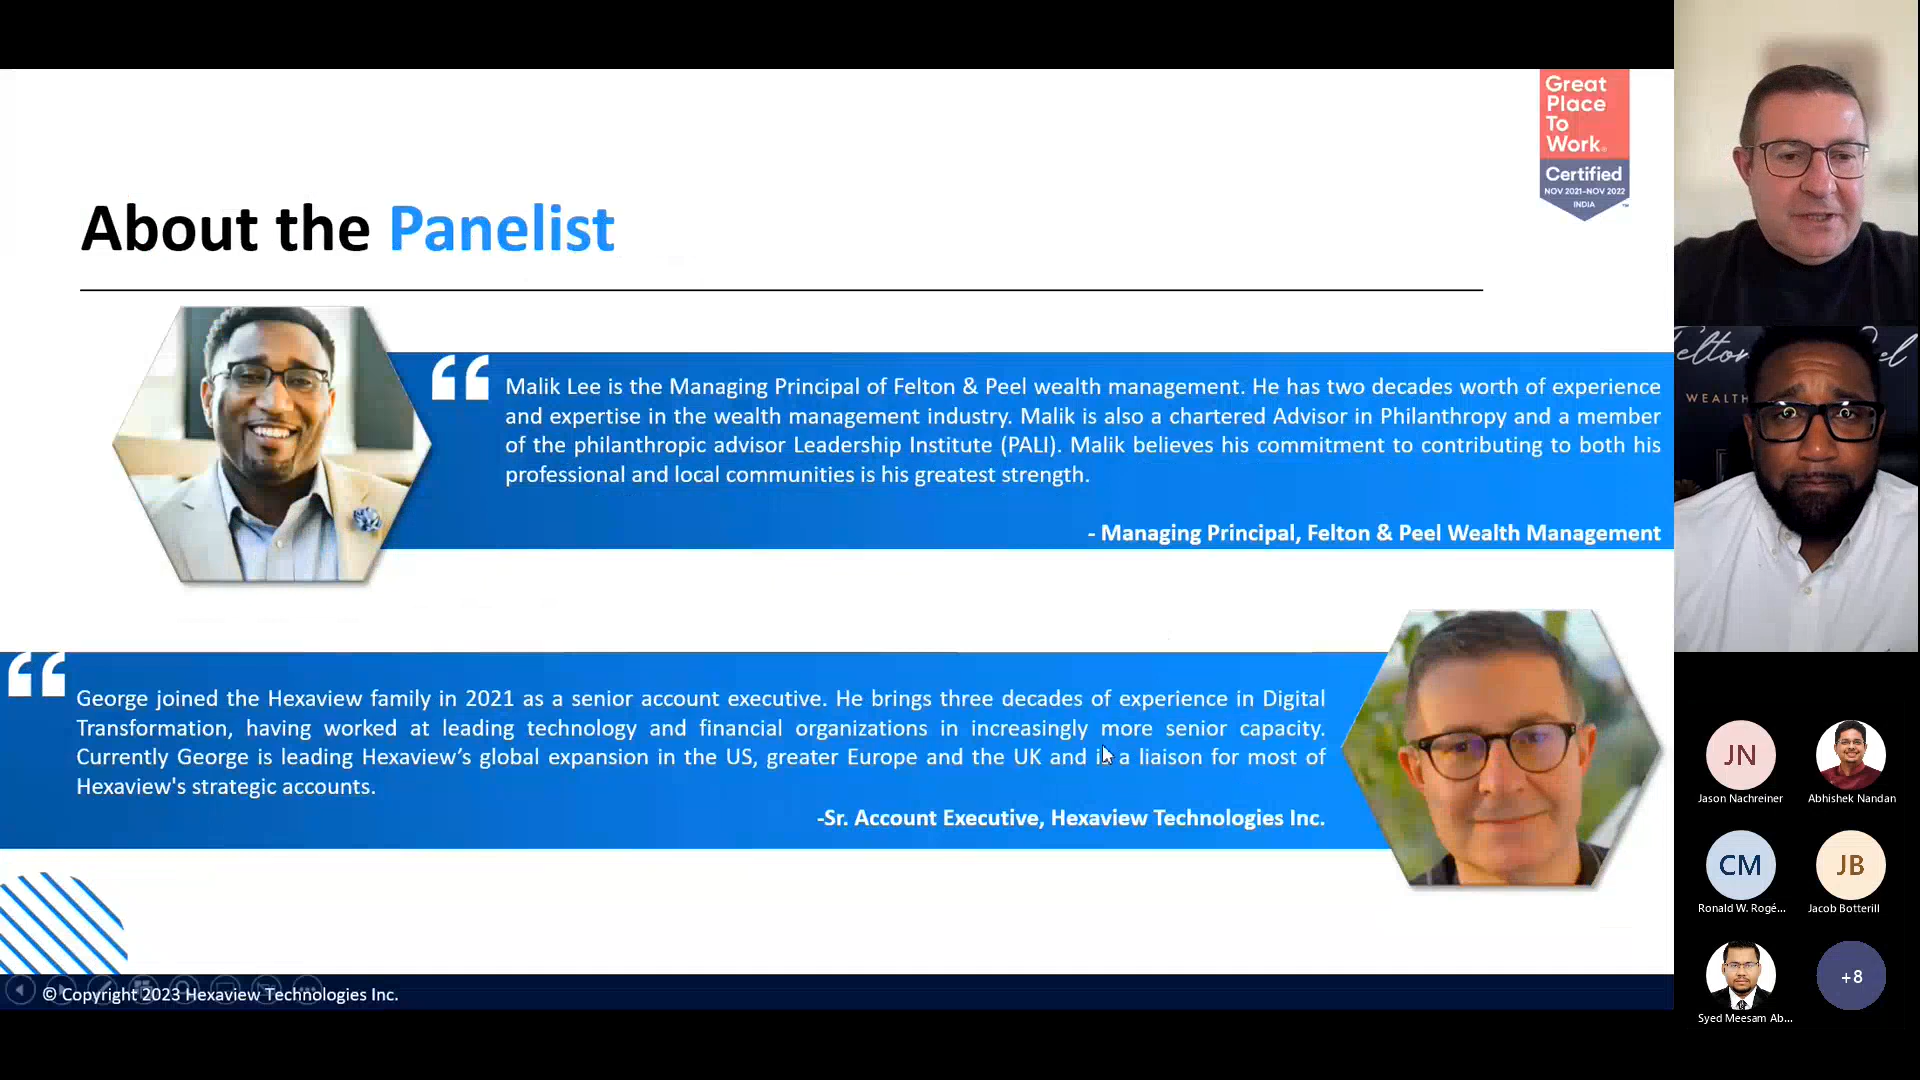 Great
Place
To
Work.
Certified
NOV 2021-NOV 2022
INDIA
™
About the Panelist
“
Malik Lee is the Managing Principal of Felton & Peel wealth management. He has two decades worth of experience
and expertise in the wealth management industry. Malik is also a chartered Advisor in Philanthropy and a member
of the philanthropic advisor Leadership Institute (PALI). Malik believes his commitment to contributing to both his
professional and local communities is his greatest strength.
- Managing Principal, Felton & Peel Wealth Management
“
George joined the Hexaview family in 2021 as a senior account executive. He brings three decades of experience in Digital
Transformation, having worked at leading technology and financial organizations in increasingly more senior capacity.
Currently George is leading Hexaview’s global expansion in the US, greater Europe and the UK and is a liaison for most of
Hexaview's strategic accounts.
-Sr. Account Executive, Hexaview Technologies Inc.
© Copyright 2023 Hexaview Technologies Inc.
WEALTH
JN
Jason Nachreiner
Abhishek Nandan
CM
Ronald W. Rogé...
JB
Jacob Botterill
Syed Meesam Ab...
+8